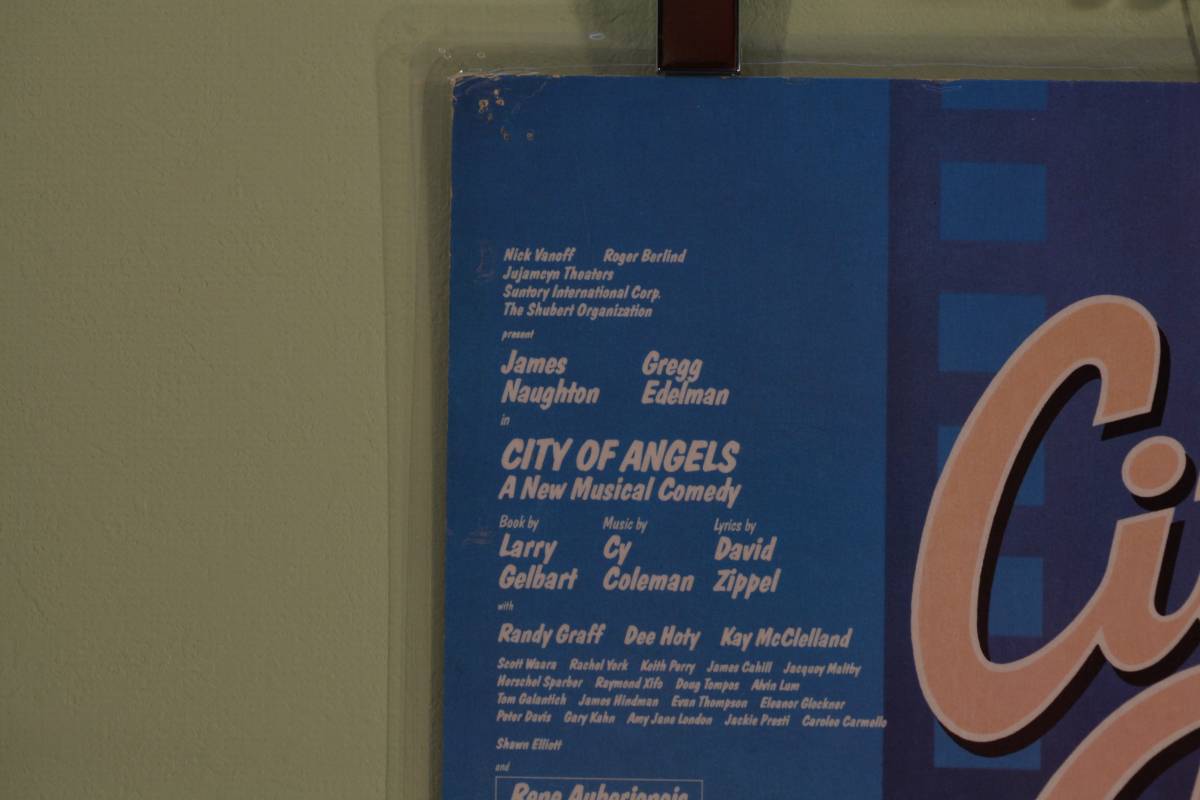 Nick Vanoff Roger Berlind
Jujamcyn Theaters
Suntory International Corp.
The Shubert Organization
present
James Gregg
Naughton Edelman
in
CITY OF ANGELS
A New Musical Comedy
Book by Music by Lyrics by
Larry Cy David
Gelbart Coleman Zippel
with
Randy Graff Dee Hoty Kay McClelland
Scott Waara Rachel York Keith Perry James Cahill Jacquey Maltby
Herschel Sparber Raymond Xifo Doug Tompos Alvin Lum
Tom Galantich James Hindman Evan Thompson Eleanor Glockner
Peter Davis Gary Kahn Amy Jane London Jackie Presti Carolee Carmello
Shawn Elliott
and
Rene Auberjonois
Ci